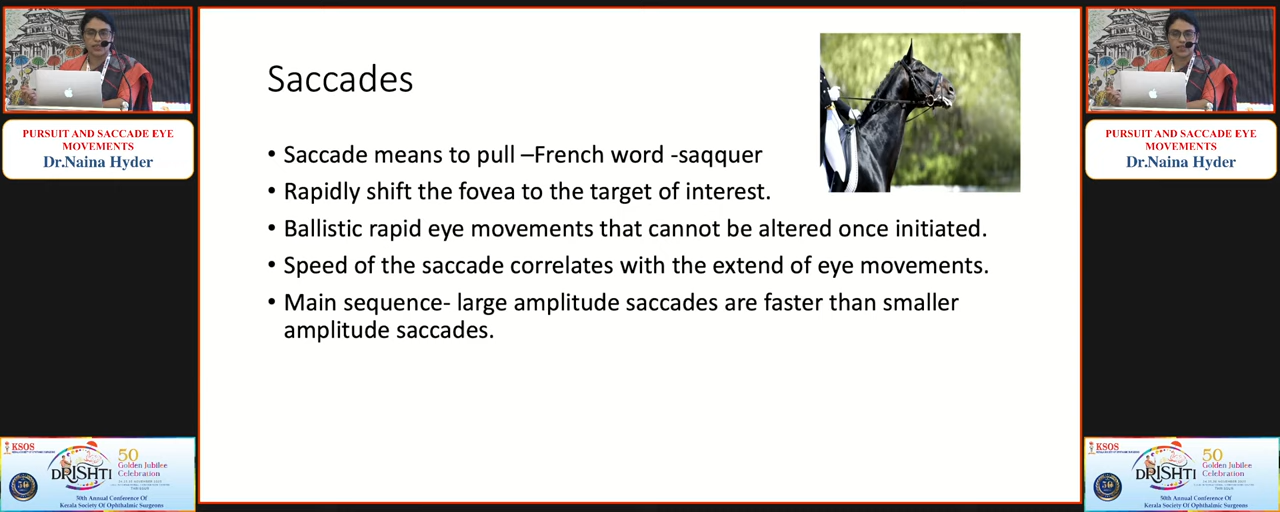 PURSUIT AND SACCADE EYE
MOVEMENTS
Dr.Naina Hyder
KSOS
50
Golden Jubilee
Celebration
DRISHTI
50th Annual Conference Of
Kerala Society Of Ophthalmic Surgeons
Saccades
• Saccade means to pull –French word -saqquer
• Rapidly shift the fovea to the target of interest.
• Ballistic rapid eye movements that cannot be altered once initiated.
• Speed of the saccade correlates with the extend of eye movements.
• Main sequence- large amplitude saccades are faster than smaller
amplitude saccades.
PURSUIT AND SACCADE EYE
MOVEMENTS
Dr.Naina Hyder
KSOS
50
Golden Jubilee
Celebration
DRISHTI
50th Annual Conference Of
Kerala Society Of Ophthalmic Surgeons